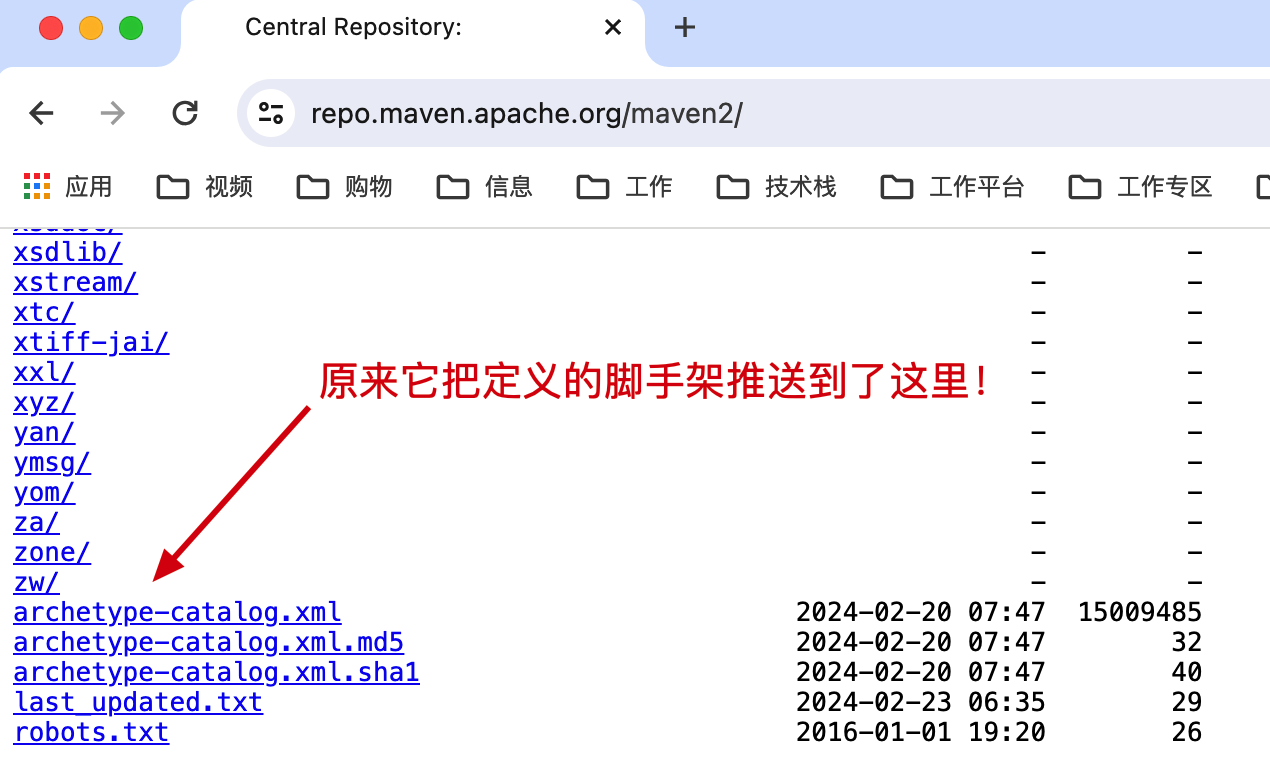 Central Repository:
repo.maven.apache.org/maven2/
应用 视频 购物 信息 工作 技术栈 工作平台 工作专区
xsdlib/ - -
xstream/ - -
xtc/ - -
xtiff-jai/ - -
原来它把定义的脚手架推送到了这里!
xxl/ - -
xyz/ - -
yan/ - -
ymsg/ - -
yom/ - -
za/ - -
zone/ - -
zw/ - -
archetype-catalog.xml 2024-02-20 07:47 15009485
archetype-catalog.xml.md5 2024-02-20 07:47 32
archetype-catalog.xml.sha1 2024-02-20 07:47 40
last_updated.txt 2024-02-23 06:35 29
robots.txt 2016-01-01 19:20 26